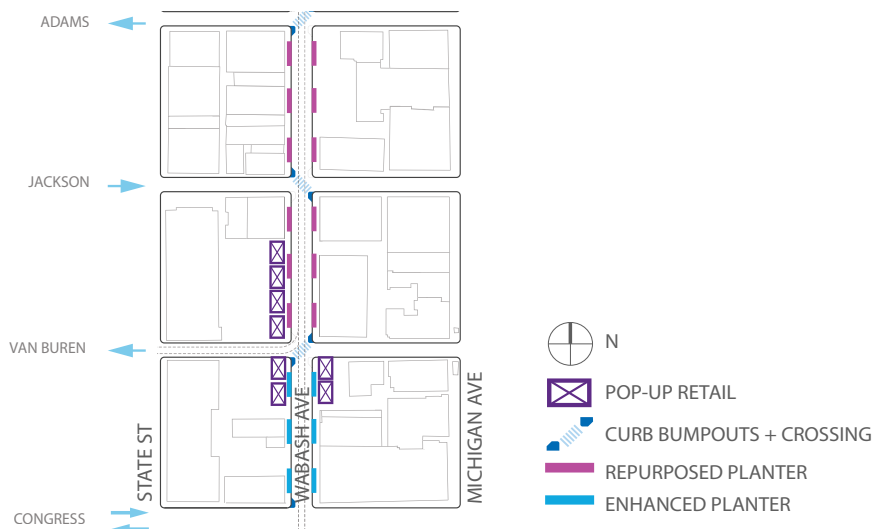 ADAMS
JACKSON
VAN BUREN
CONGRESS
STATE ST
WABASH AVE
MICHIGAN AVE
N
POP-UP RETAIL
CURB BUMPOUTS + CROSSING
REPURPOSED PLANTER
ENHANCED PLANTER